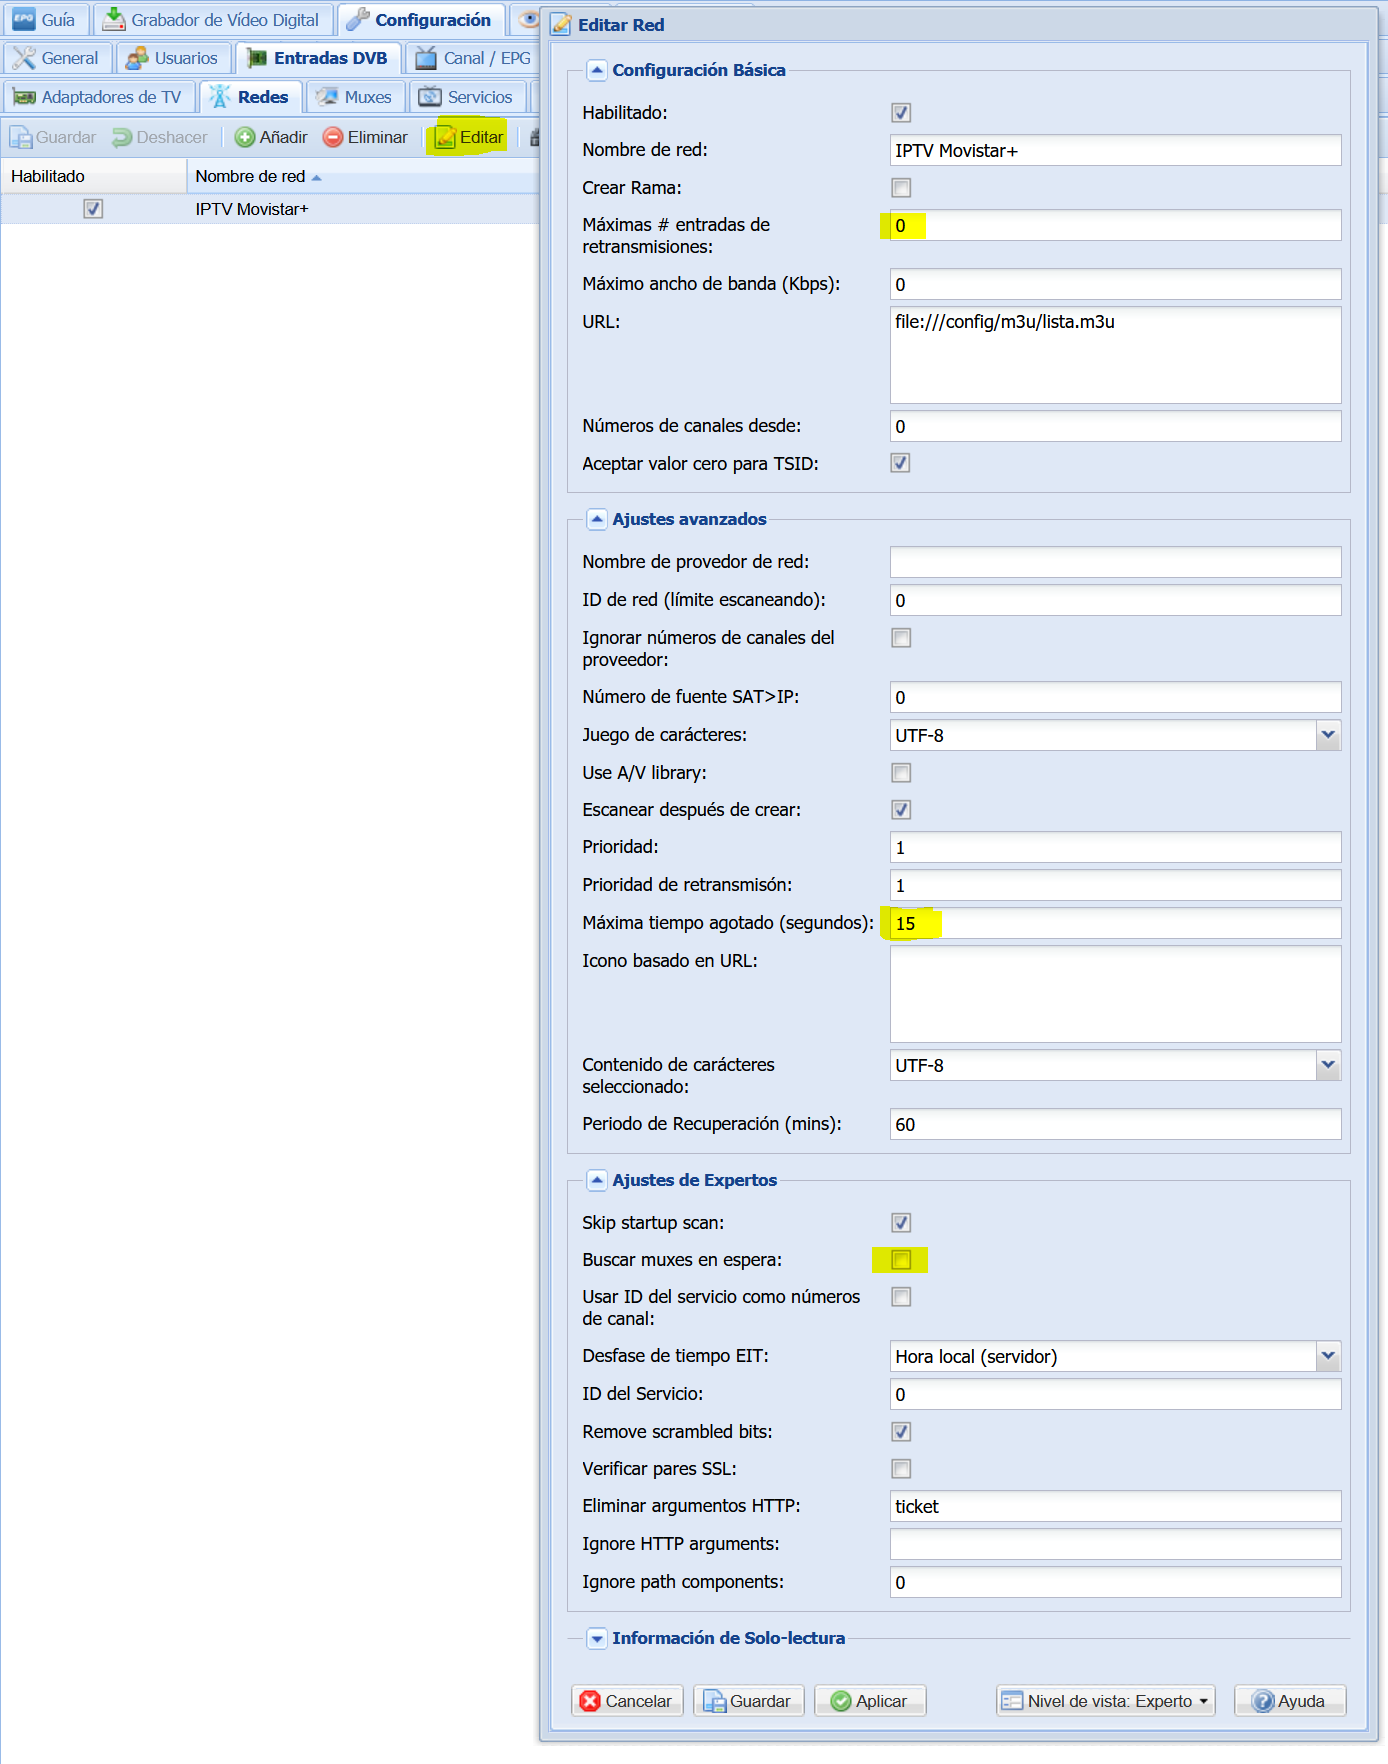 EPG Guía Grabador de Vídeo Digital Configuración
General Usuarios Entradas DVB Canal / EPG
Adaptadores de TV Redes Muxes Servicios
Guardar Deshacer Añadir Eliminar Editar
Habilitado Nombre de red
IPTV Movistar+
Editar Red
Configuración Básica
Habilitado:
Nombre de red: IPTV Movistar+
Crear Rama:
Máximas # entradas de
retransmisiones: 0
Máximo ancho de banda (Kbps): 0
URL: file:///config/m3u/lista.m3u
Números de canales desde: 0
Aceptar valor cero para TSID:
Ajustes avanzados
Nombre de provedor de red:
ID de red (límite escaneando): 0
Ignorar números de canales del
proveedor:
Número de fuente SAT>IP: 0
Juego de carácteres: UTF-8
Use A/V library:
Escanear después de crear:
Prioridad: 1
Prioridad de retransmisón: 1
Máxima tiempo agotado (segundos): 15
Icono basado en URL:
Contenido de carácteres
seleccionado: UTF-8
Periodo de Recuperación (mins): 60
Ajustes de Expertos
Skip startup scan:
Buscar muxes en espera:
Usar ID del servicio como números
de canal:
Desfase de tiempo EIT: Hora local (servidor)
ID del Servicio: 0
Remove scrambled bits:
Verificar pares SSL:
Eliminar argumentos HTTP: ticket
Ignore HTTP arguments:
Ignore path components: 0
Información de Solo-lectura
Cancelar Guardar Aplicar Nivel de vista: Experto Ayuda